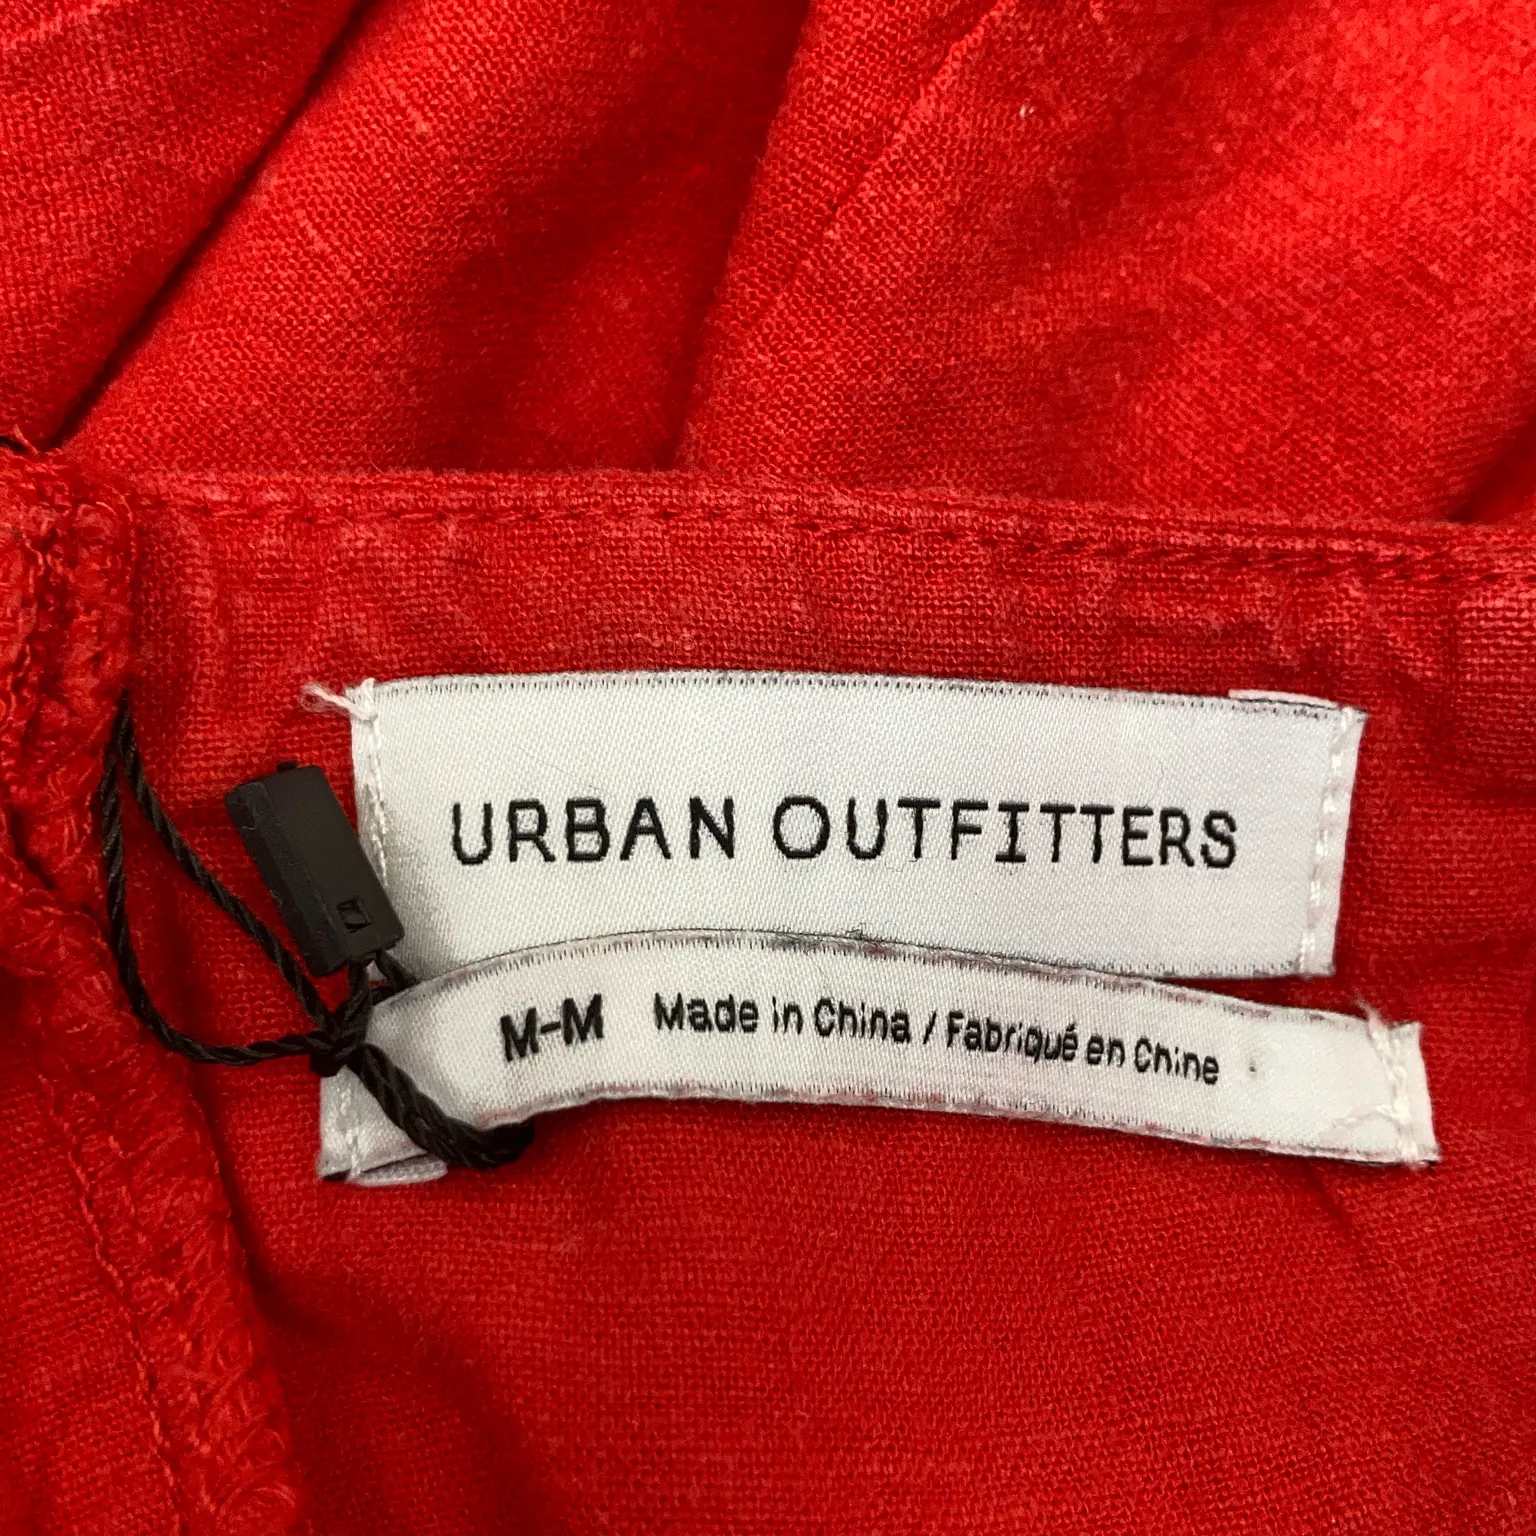 URBAN OUTFITTERS
M-M Made in China / Fabriqué en Chine